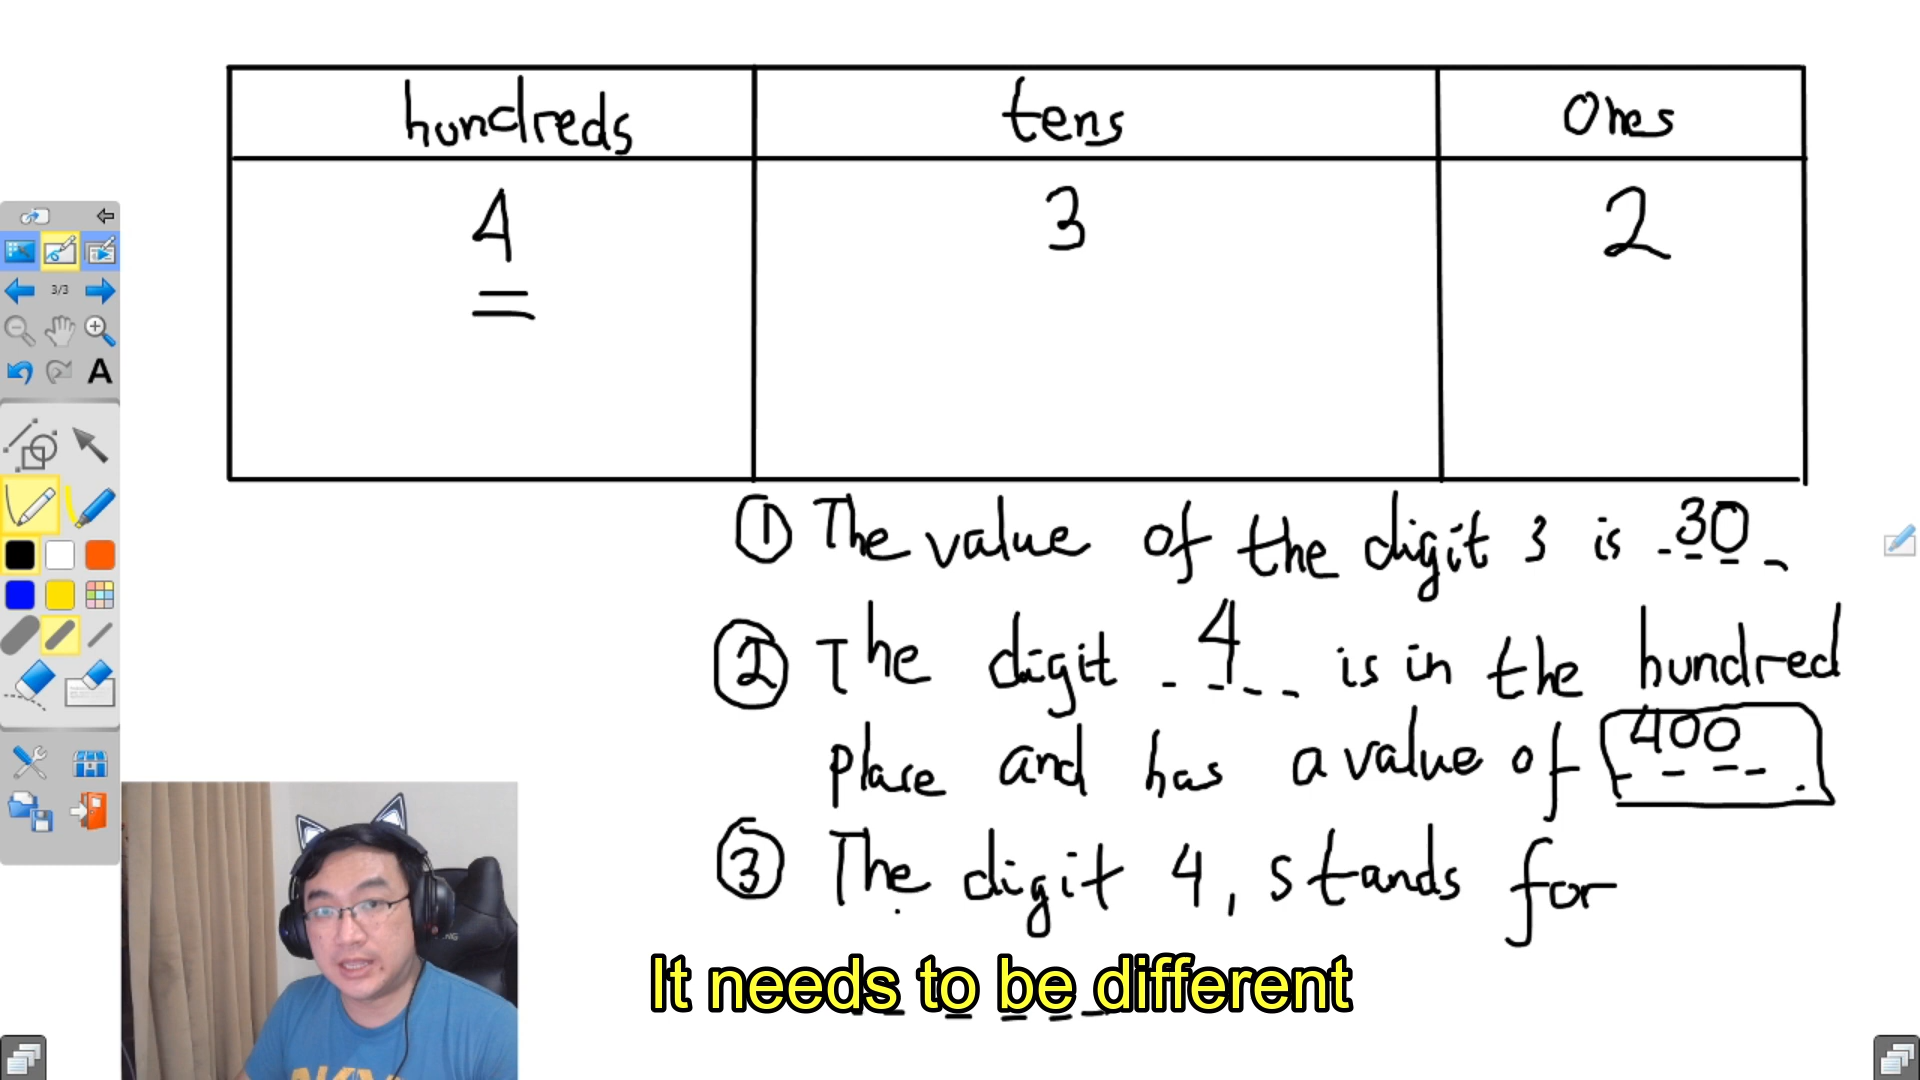 hundreds tens Ones
4 3 2
=
① The value of the digit 3 is 30
② The digit 4 is in the hundred
place and has a value of 400.
③ The digit 4, stands for
It needs to be different
3/3
A